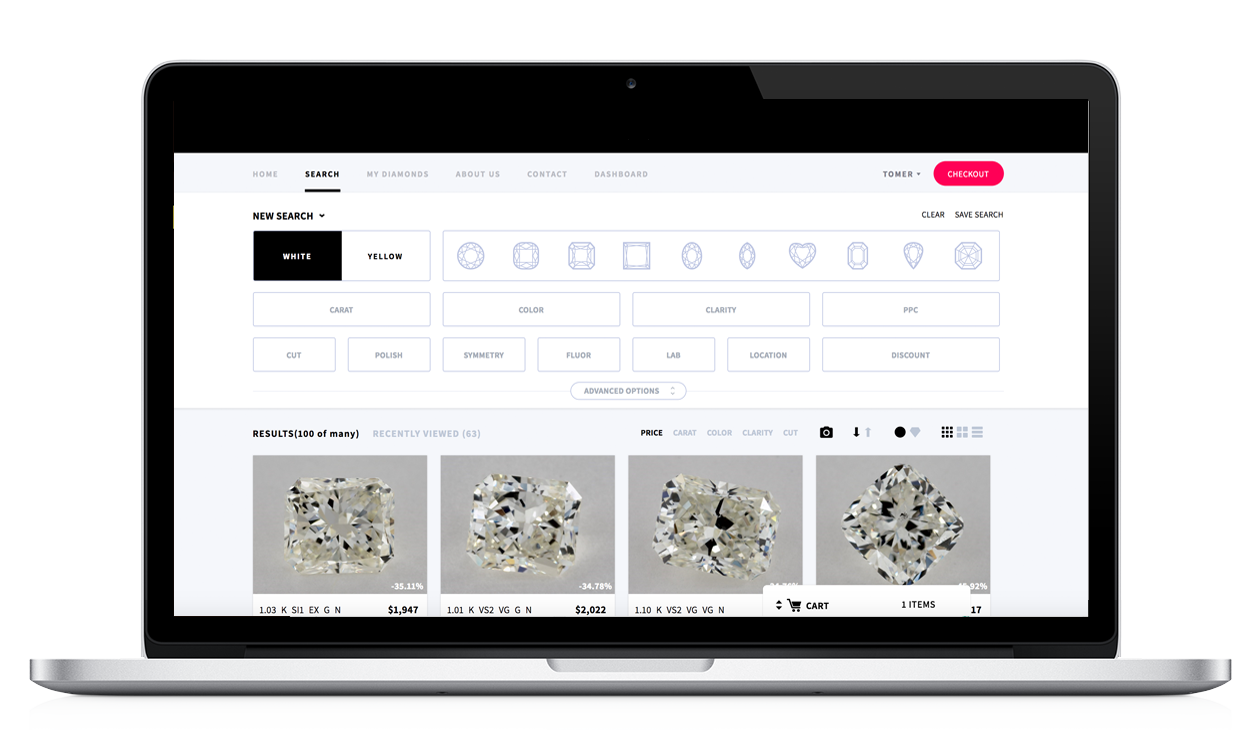 HOME SEARCH MY DIAMONDS ABOUT US CONTACT DASHBOARD TOMER CHECKOUT
NEW SEARCH CLEAR SAVE SEARCH
WHITE YELLOW
CARAT COLOR CLARITY PPC
CUT POLISH SYMMETRY FLUOR LAB LOCATION DISCOUNT
ADVANCED OPTIONS
RESULTS(100 of many) RECENTLY VIEWED (63) PRICE CARAT COLOR CLARITY CUT
-35.11% -34.78%
1.03 K SI1 EX G N $1,947 1.01 K VS2 VG G N $2,022 1.10 K VS2 VG VG N CART 1 ITEMS 17